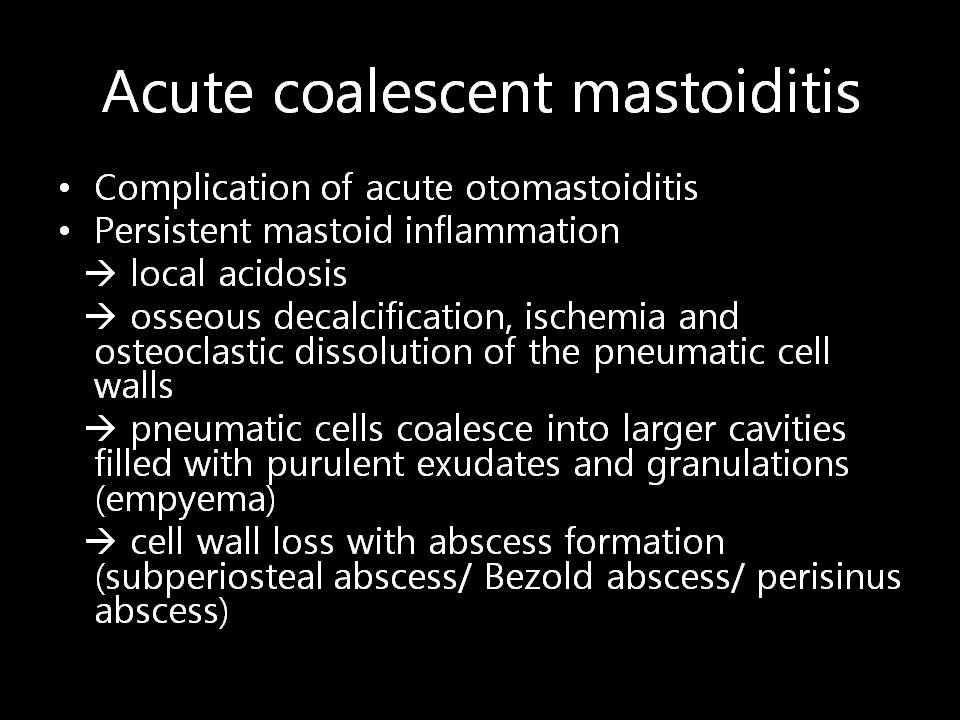 Acute coalescent mastoiditis
• Complication of acute otomastoiditis
• Persistent mastoid inflammation
→ local acidosis
→ osseous decalcification, ischemia and
osteoclastic dissolution of the pneumatic cell
walls
→ pneumatic cells coalesce into larger cavities
filled with purulent exudates and granulations
(empyema)
→ cell wall loss with abscess formation
(subperiosteal abscess/ Bezold abscess/ perisinus
abscess)